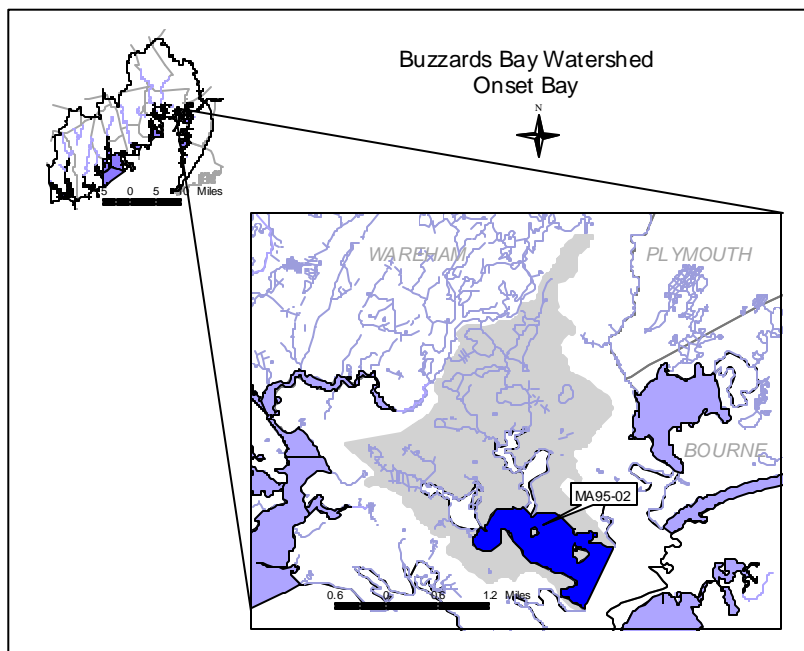 Buzzards Bay Watershed
Onset Bay
N
5 0 5 Miles
WAREHAM
PLYMOUTH
BOURNE
MA95-02
0.6 0 0.6 1.2 Miles